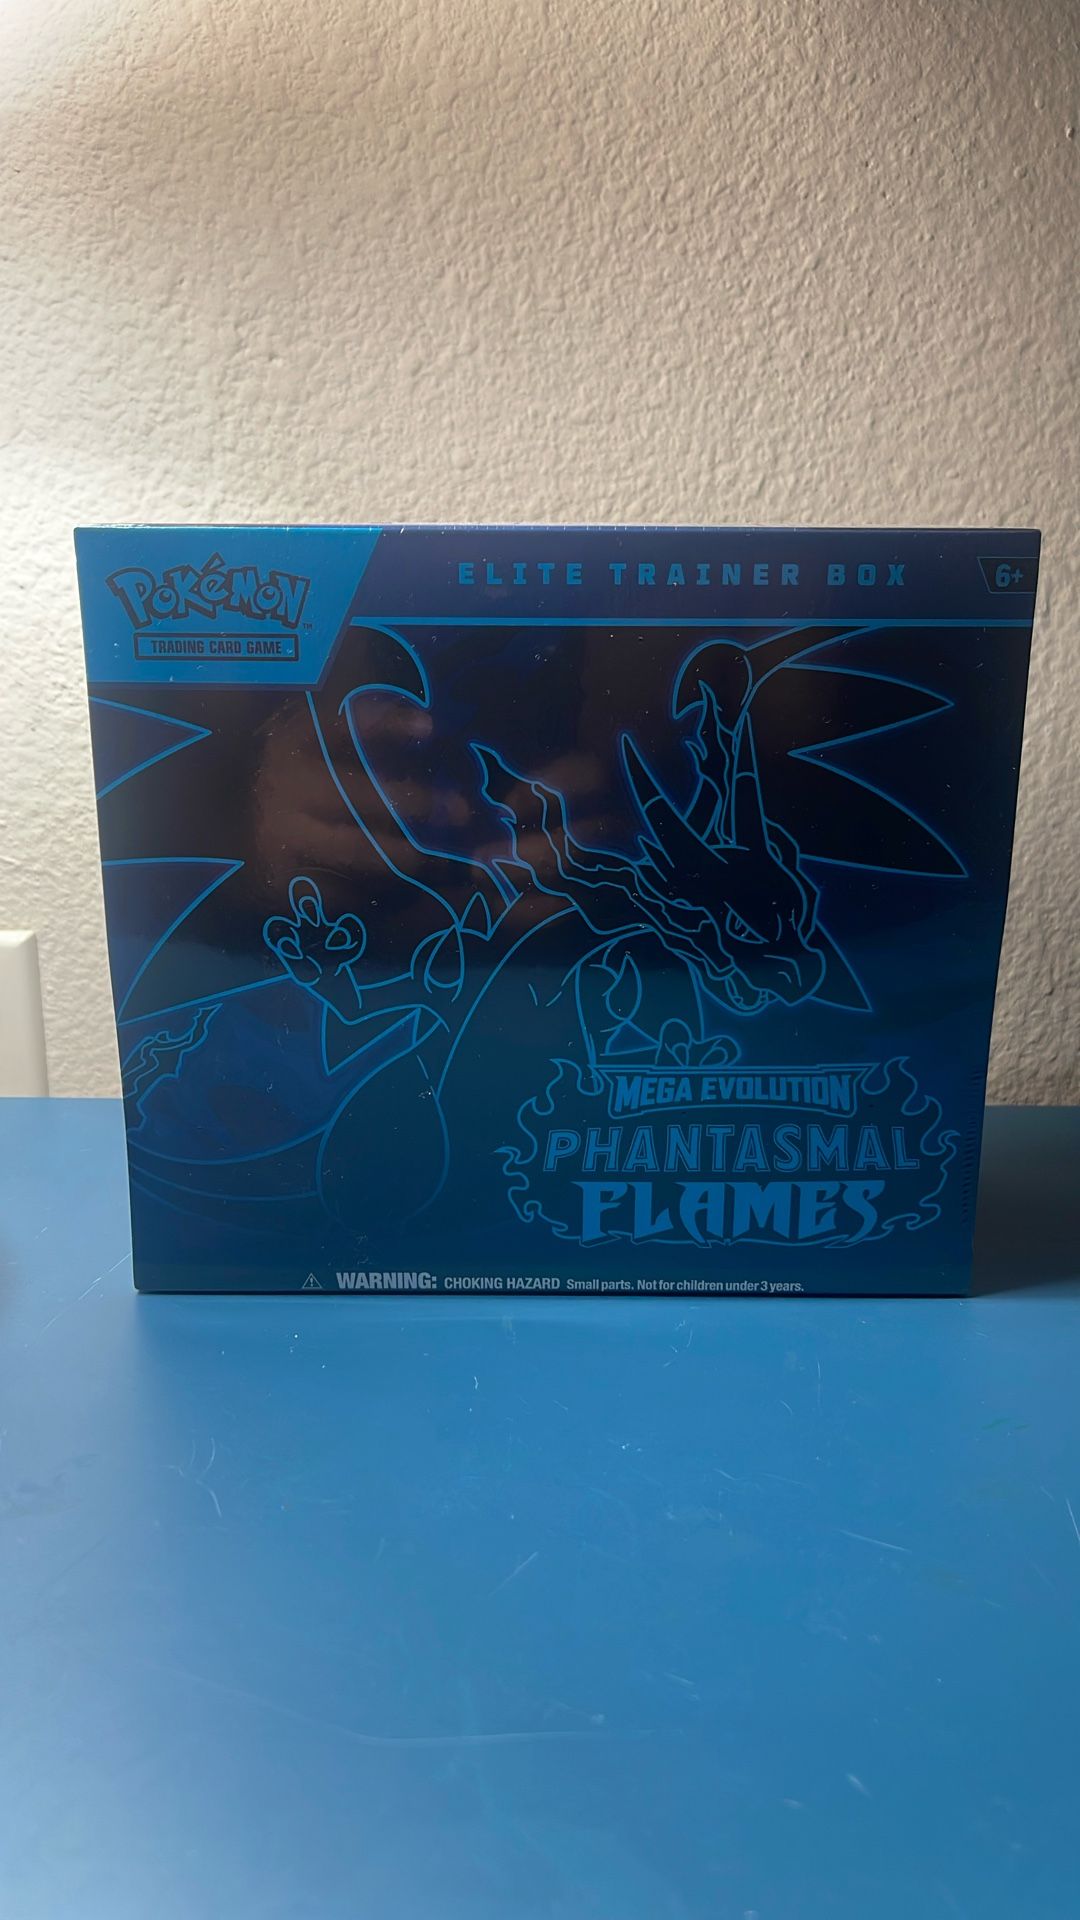 POKéMON
TM
TRADING CARD GAME
ELITE TRAINER BOX
6+
MEGA EVOLUTION
PHANTASMAL
FLAMES
WARNING: CHOKING HAZARD Small parts. Not for children under 3 years.